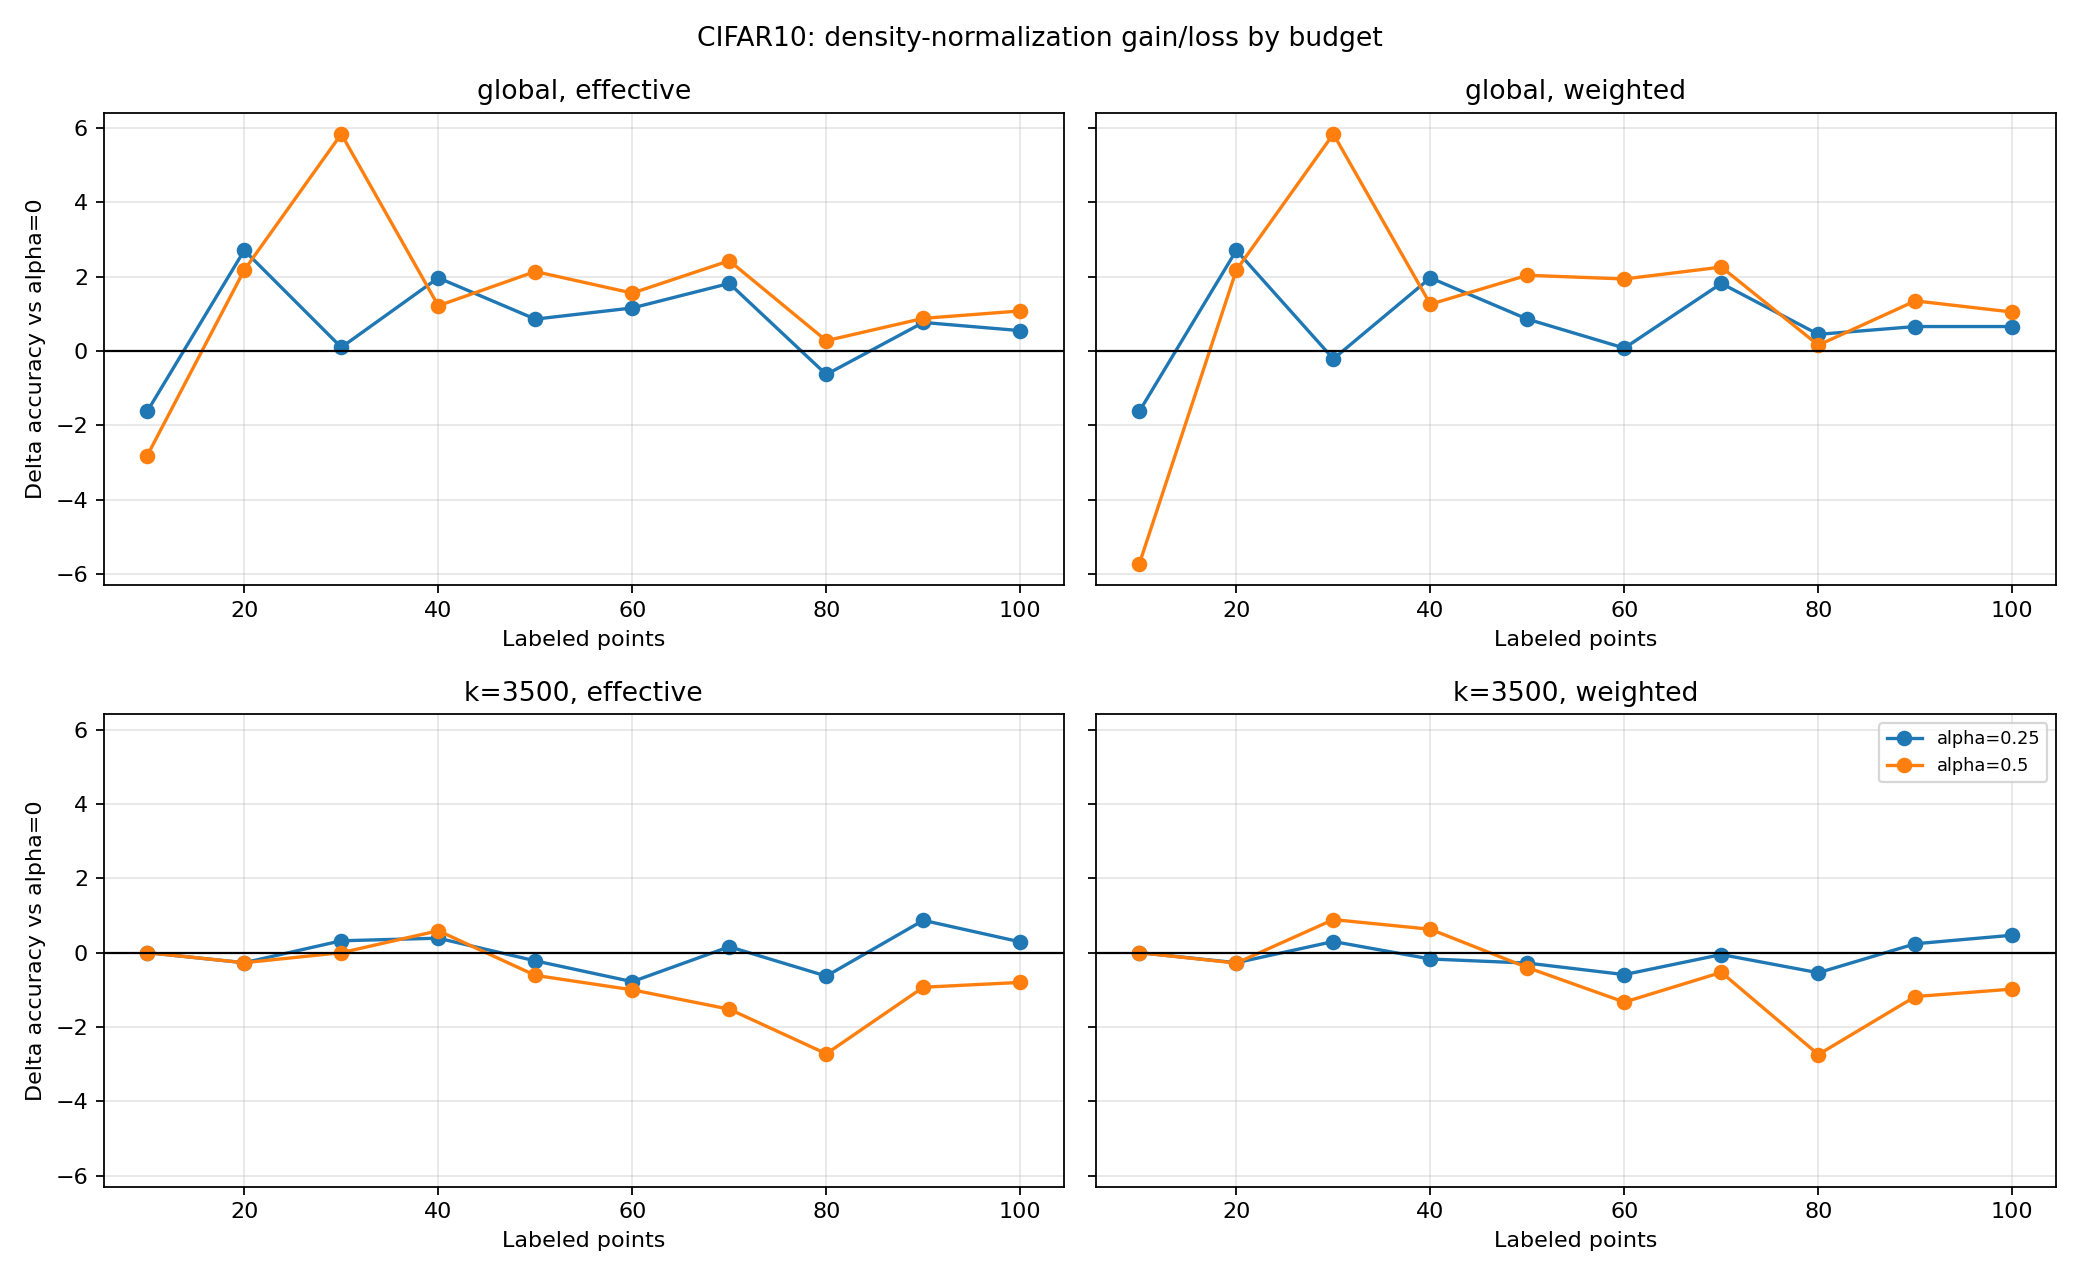 CIFAR10: density-normalization gain/loss by budget
global, effective
global, weighted
Delta accuracy vs alpha=0
6
4
2
0
−2
−4
−6
20
40
60
80
100
Labeled points
20
40
60
80
100
Labeled points
k=3500, effective
k=3500, weighted
Delta accuracy vs alpha=0
6
4
2
0
−2
−4
−6
alpha=0.25
alpha=0.5
20
40
60
80
100
Labeled points
20
40
60
80
100
Labeled points